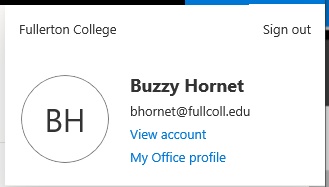 Fullerton College Sign out
BH
Buzzy Hornet
bhornet@fullcoll.edu
View account
My Office profile